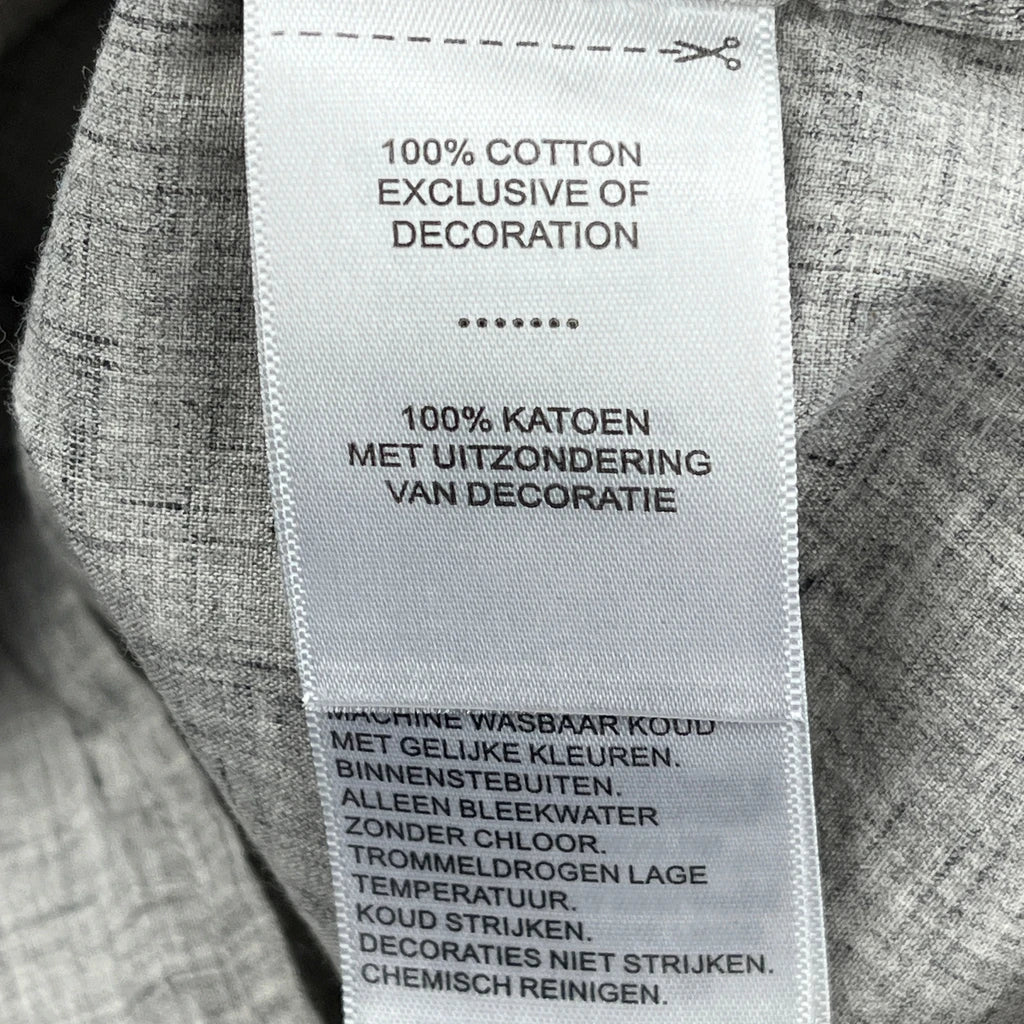 100% COTTON
EXCLUSIVE OF
DECORATION
100% KATOEN
MET UITZONDERING
VAN DECORATIE
MACHINE WASBAAR KOUD
MET GELIJKE KLEUREN.
BINNENSTEBUITEN.
ALLEEN BLEEKWATER
ZONDER CHLOOR.
TROMMELDROGEN LAGE
TEMPERATUUR.
KOUD STRIJKEN.
DECORATIES NIET STRIJKEN.
CHEMISCH REINIGEN.